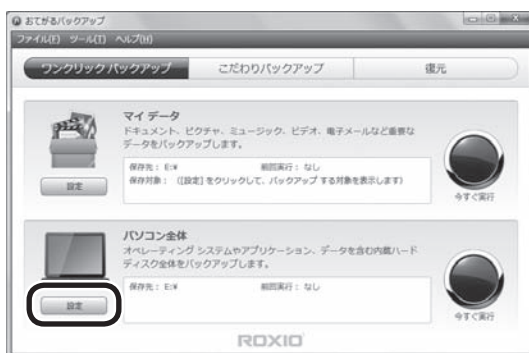 おてがるバックアップ
ファイル(F) ツール(T) ヘルプ(H)
ワンクリック バックアップ こだわりバックアップ 復元
マイ データ
ドキュメント、ピクチャ、ミュージック、ビデオ、電子メールなど重要な
データをバックアップします。
保存先： E:¥ 前回実行： なし
保存対象： （[設定] をクリックして、バックアップ する対象を表示します）
設定
今すぐ実行
パソコン全体
オペレーティング システムやアプリケーション、データを含む内蔵ハード
ディスク全体をバックアップします。
保存先： E:¥ 前回実行： なし
設定
今すぐ実行
ROXIO